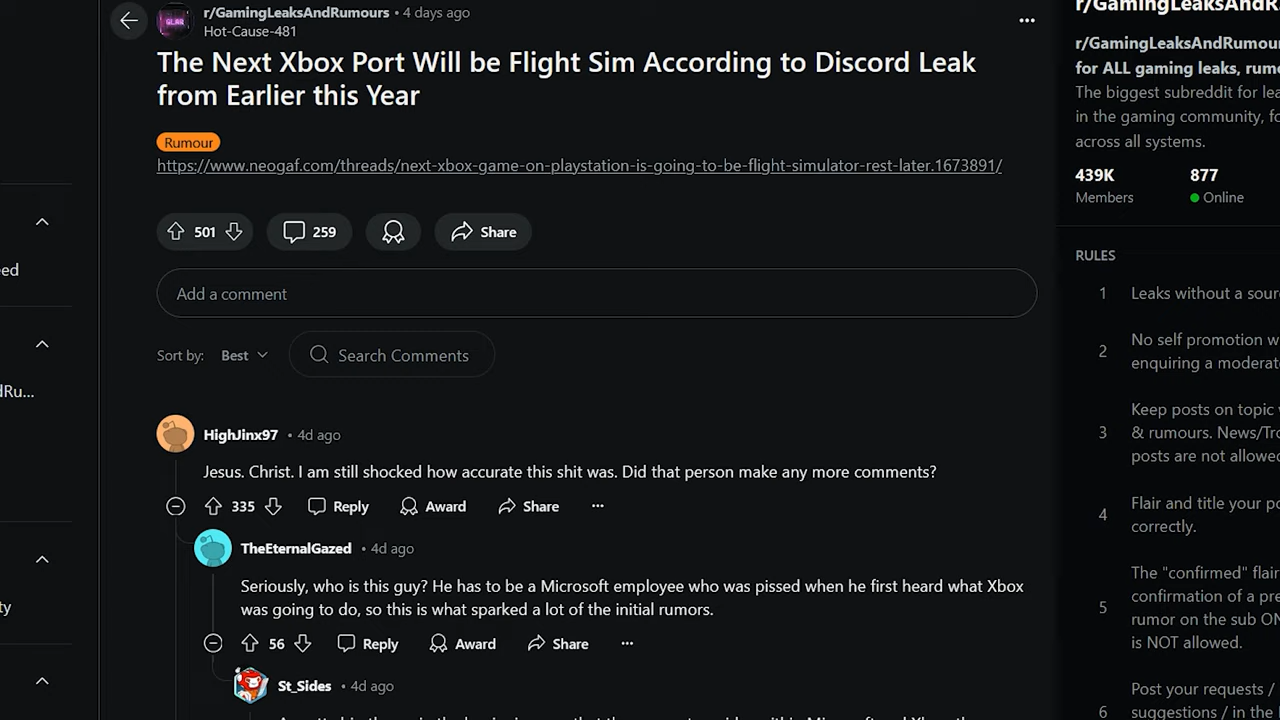 r/GamingLeaksAndRumours • 4 days ago
Hot-Cause-481
The Next Xbox Port Will be Flight Sim According to Discord Leak
from Earlier this Year
Rumour
https://www.neogaf.com/threads/next-xbox-game-on-playstation-is-going-to-be-flight-simulator-rest-later.1673891/
501
259
Share
Add a comment
Sort by: Best
Search Comments
HighJinx97 • 4d ago
Jesus. Christ. I am still shocked how accurate this shit was. Did that person make any more comments?
335 Reply Award Share
TheEternalGazed • 4d ago
Seriously, who is this guy? He has to be a Microsoft employee who was pissed when he first heard what Xbox
was going to do, so this is what sparked a lot of the initial rumors.
56 Reply Award Share
St_Sides • 4d ago
eed
dRu...
ty
r/GamingLeaksAndR
r/GamingLeaksAndRumour
for ALL gaming leaks, rumo
The biggest subreddit for lea
in the gaming community, fo
across all systems.
439K 877
Members Online
RULES
1 Leaks without a sour
2 No self promotion w
enquiring a moderat
3 Keep posts on topic
& rumours. News/Tr
posts are not allowe
4 Flair and title your po
correctly.
5 The "confirmed" flai
confirmation of a pre
rumor on the sub ON
is NOT allowed.
6 Post your requests /
suggestions / in the